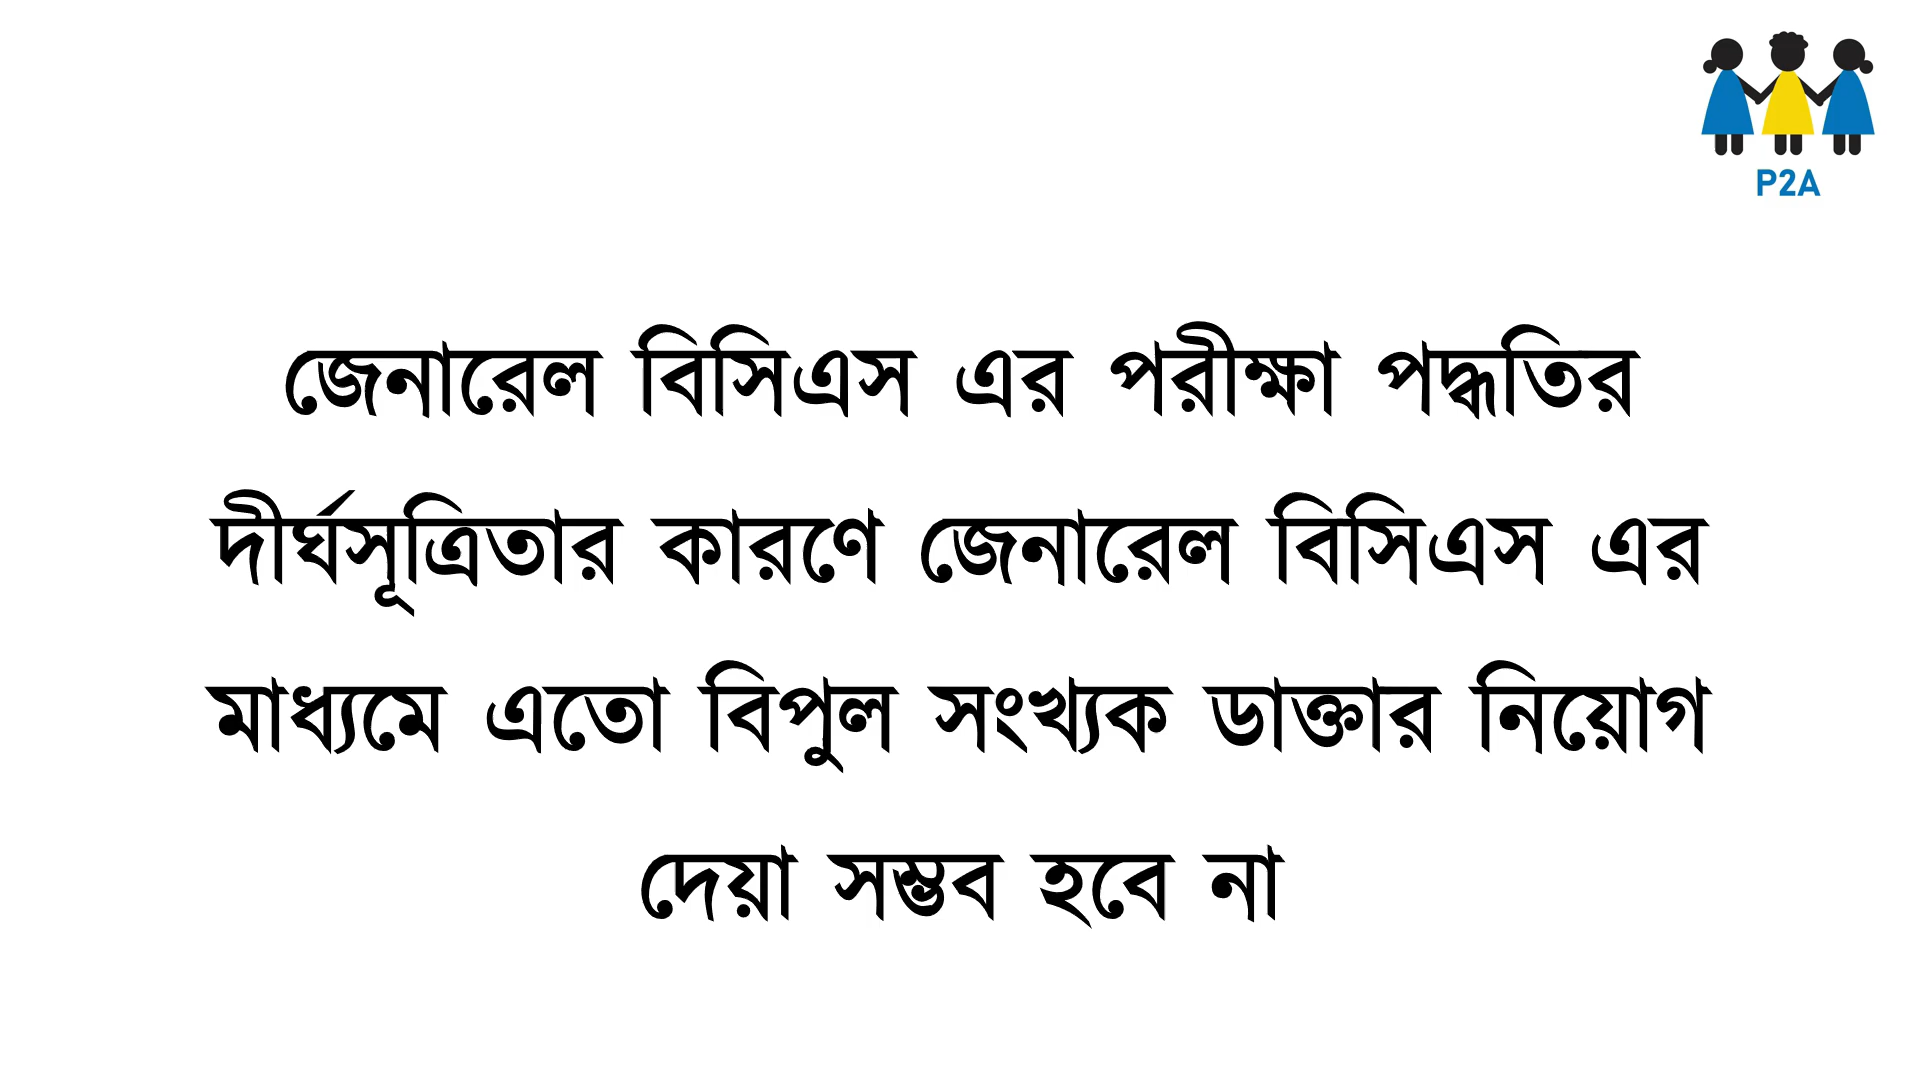 P2A
জেনারেল বিসিএস এর পরীক্ষা পদ্ধতির
দীর্ঘসূত্রিতার কারণে জেনারেল বিসিএস এর
মাধ্যমে এতো বিপুল সংখ্যক ডাক্তার নিয়োগ
দেয়া সম্ভব হবে না